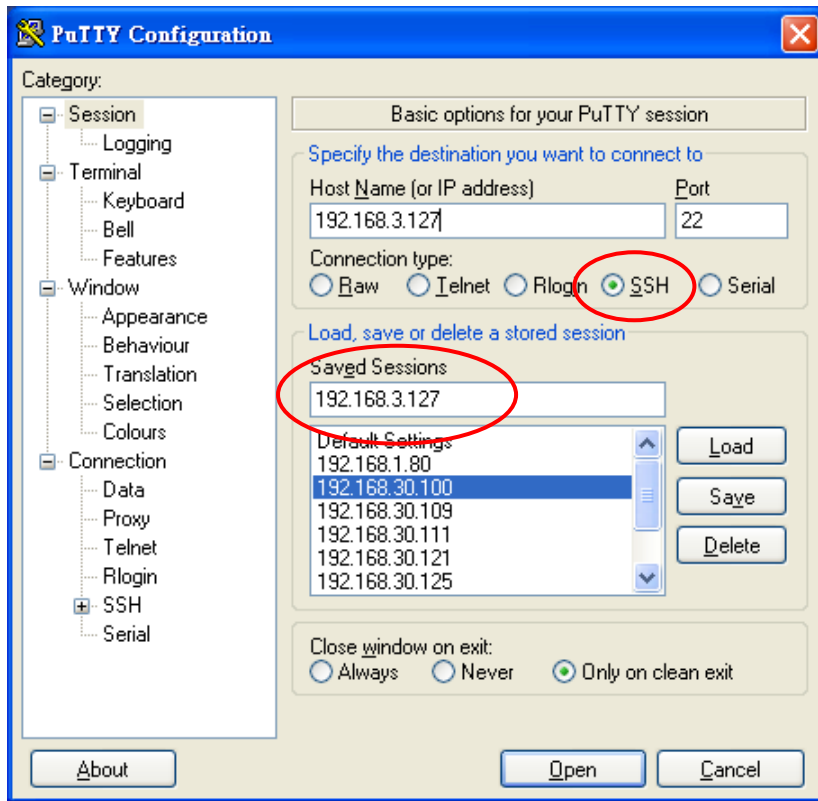 PuTTY Configuration
Category:
Session
Logging
Terminal
Keyboard
Bell
Features
Window
Appearance
Behaviour
Translation
Selection
Colours
Connection
Data
Proxy
Telnet
Rlogin
SSH
Serial
Basic options for your PuTTY session
Specify the destination you want to connect to
Host Name (or IP address) Port
192.168.3.127 22
Connection type:
Raw Telnet Rlogin SSH Serial
Load, save or delete a stored session
Saved Sessions
192.168.3.127
Default Settings
192.168.1.80
192.168.30.100
192.168.30.109
192.168.30.111
192.168.30.121
192.168.30.125
Load
Save
Delete
Close window on exit:
Always Never Only on clean exit
About Open Cancel